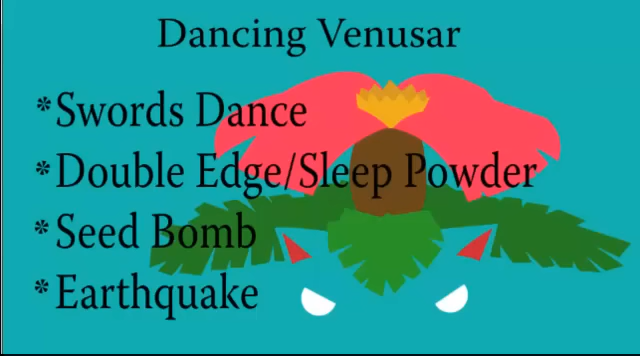 Dancing Venusar
*Swords Dance
*Double Edge/Sleep Powder
*Seed Bomb
*Earthquake